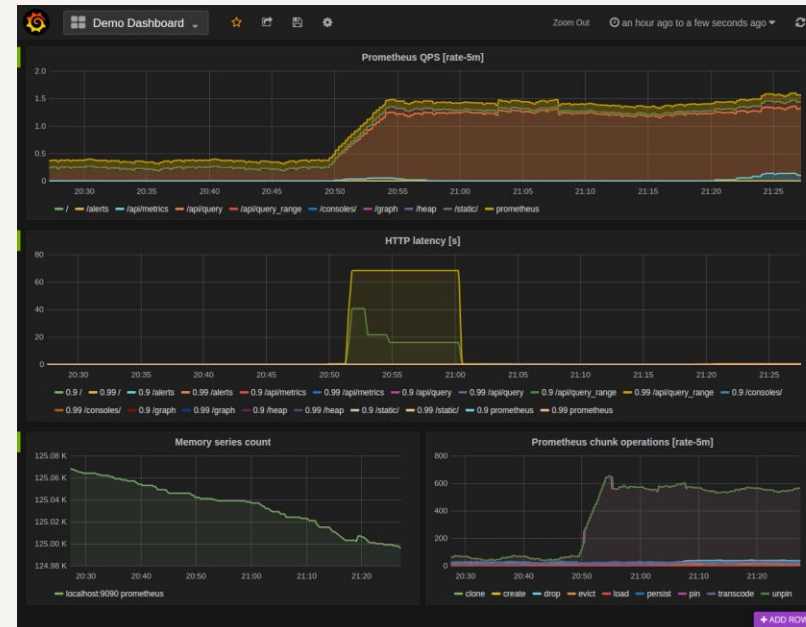 Demo Dashboard
Zoom Out an hour ago to a few seconds ago
Prometheus QPS [rate-5m]
2.0
1.5
1.0
0.5
0
20:30 20:35 20:40 20:45 20:50 20:55 21:00 21:05 21:10 21:15 21:20 21:25
/ /alerts /api/metrics /api/query /api/query_range /consoles/ /graph /heap /static/ prometheus
HTTP latency [s]
80
60
40
20
0
20:30 20:35 20:40 20:45 20:50 20:55 21:00 21:05 21:10 21:15 21:20 21:25
0.9 / 0.99 / 0.9 /alerts 0.99 /alerts 0.9 /api/metrics 0.99 /api/metrics 0.9 /api/query 0.99 /api/query 0.9 /api/query_range 0.99 /api/query_range 0.9 /consoles/
0.99 /consoles/ 0.9 /graph 0.99 /graph 0.9 /heap 0.99 /heap 0.9 /static/ 0.99 /static/ 0.9 prometheus 0.99 prometheus
Memory series count
125.08 K
125.06 K
125.04 K
125.02 K
125.00 K
124.98 K
20:30 20:40 20:50 21:00 21:10 21:20
localhost:9090 prometheus
Prometheus chunk operations [rate-5m]
800
600
400
200
0
20:30 20:40 20:50 21:00 21:10 21:20
clone create drop evict load persist pin transcode unpin
+ ADD ROW